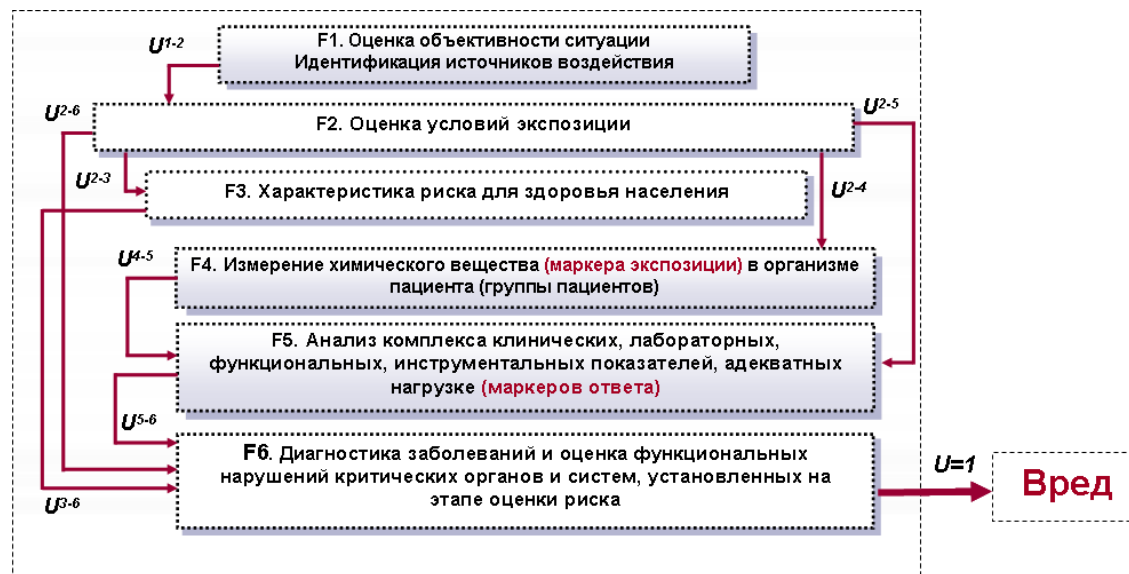 F1. Оценка объективности ситуации
Идентификация источников воздействия
U1-2
U2-6
F2. Оценка условий экспозиции
U2-5
U2-3
F3. Характеристика риска для здоровья населения
U2-4
U4-5
F4. Измерение химического вещества (маркера экспозиции) в организме
пациента (группы пациентов)
F5. Анализ комплекса клинических, лабораторных,
функциональных, инструментальных показателей, адекватных
нагрузке (маркеров ответа)
U5-6
F6. Диагностика заболеваний и оценка функциональных
нарушений критических органов и систем, установленных на
этапе оценки риска
U3-6
U=1
Вред